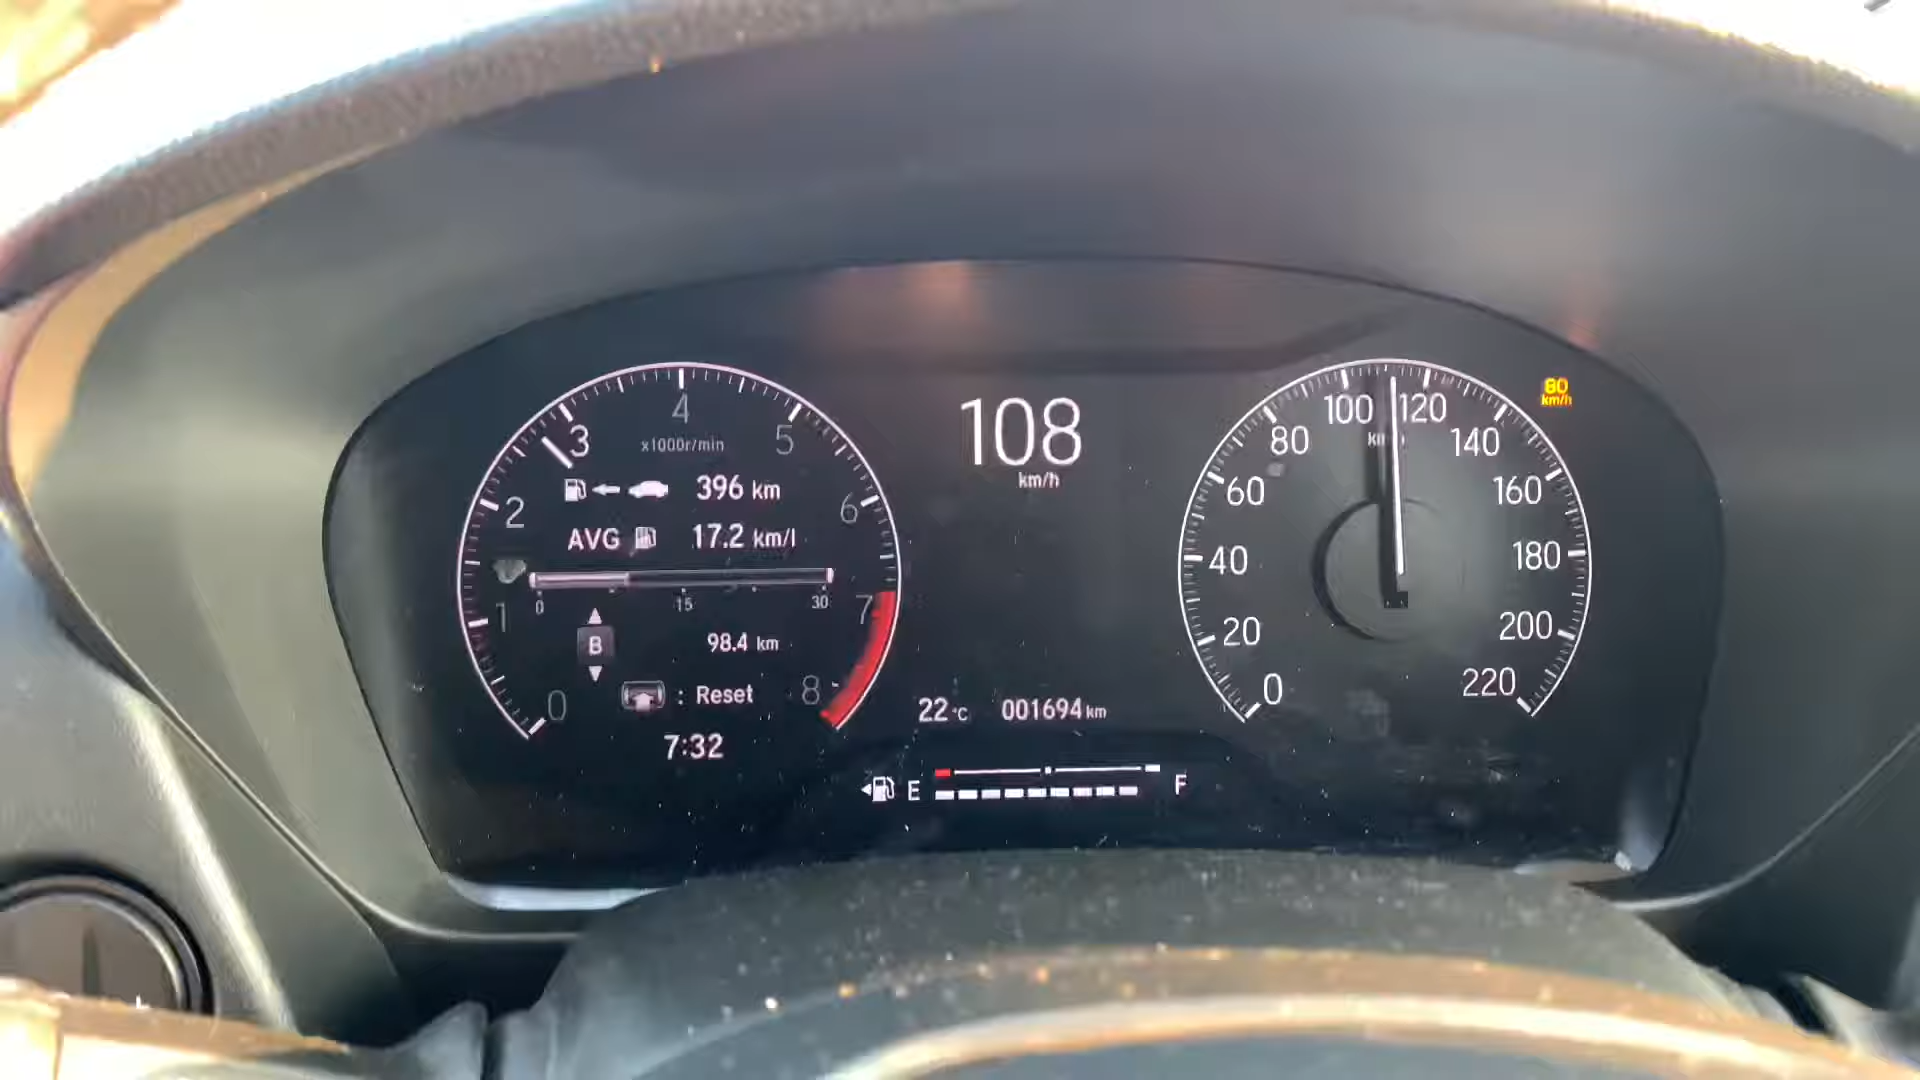 0 1 2 3 4 5 6 7 8
x1000r/min
396 km
AVG 17.2 km/l
0 15 30
B 98.4 km
: Reset
7:32
108
km/h
22 °C 001694 km
E F
0 20 40 60 80 100 120 140 160 180 200 220
km/h